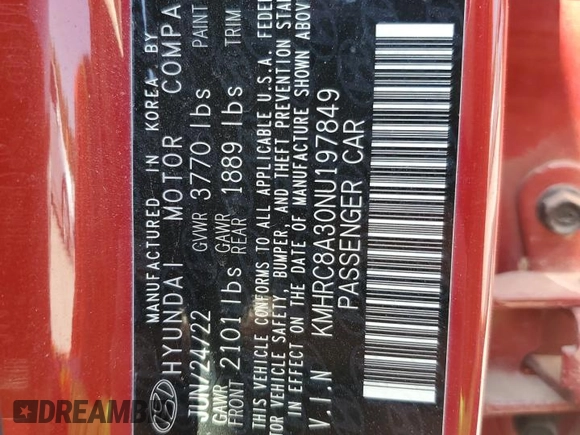 MANUFACTURED IN KOREA BY
HYUNDAI MOTOR COMPA
JUN/24/22 GVWR 3770 lbs PAINT
GAWR FRONT 2101 lbs GAWR REAR 1889 lbs TRIM
THIS VEHICLE CONFORMS TO ALL APPLICABLE U.S.A. FEDE
MOTOR VEHICLE SAFETY, BUMPER, AND THEFT PREVENTION STAN
IN EFFECT ON THE DATE OF MANUFACTURE SHOWN ABOV
V.I.N KMHRC8A30NU197849
PASSENGER CAR